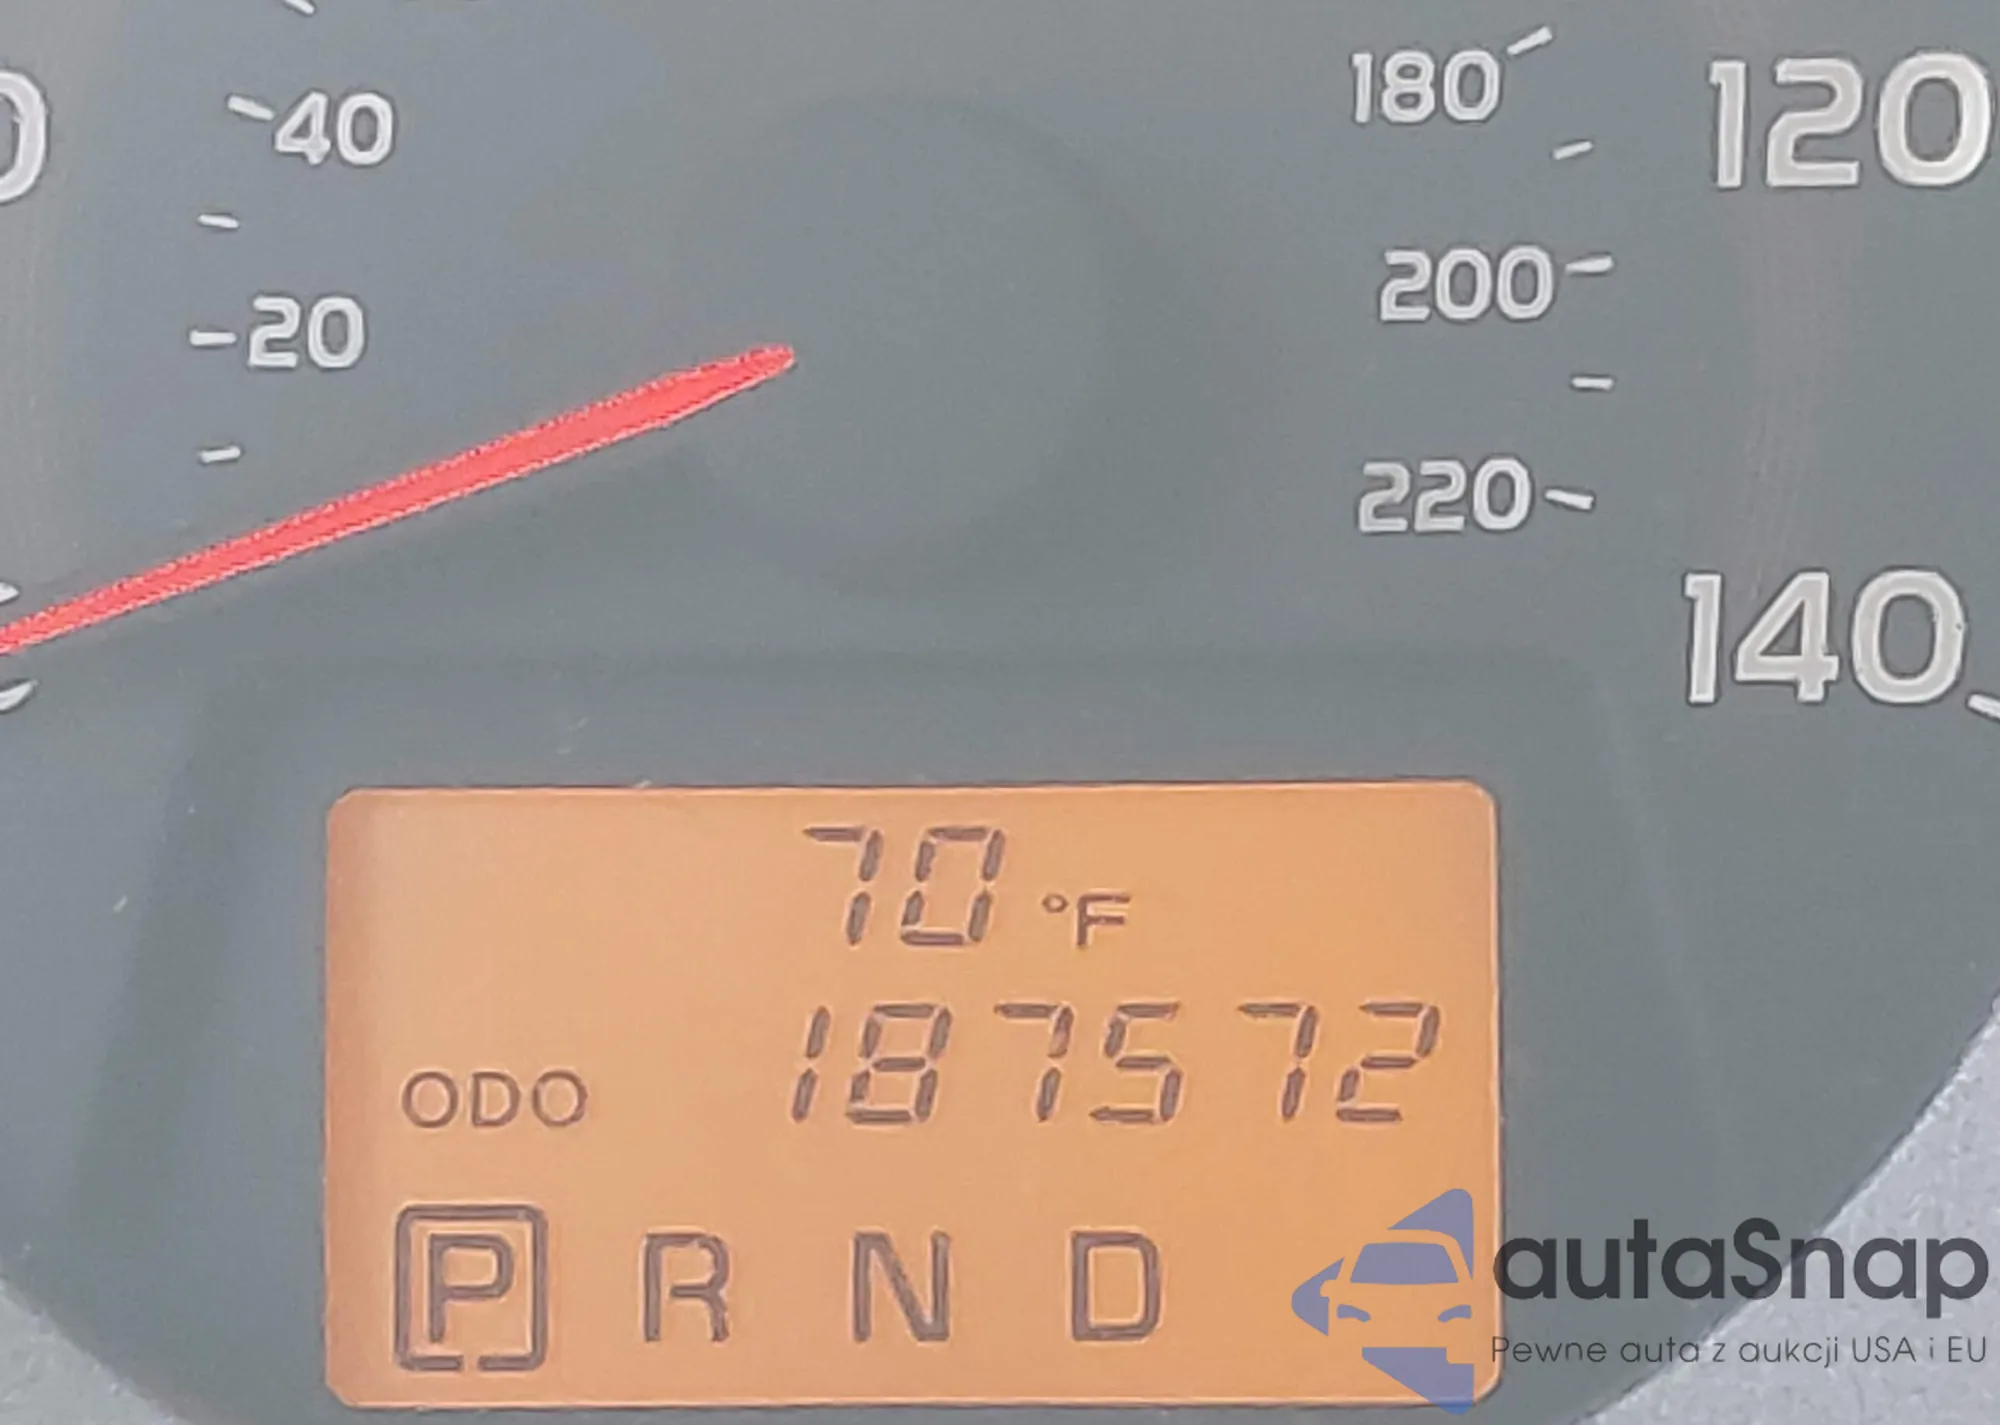 40
20
180
200
220
120
140
70 °F
ODO 187572
P R N D
autaSnap
Pewne auta z aukcji USA i EU